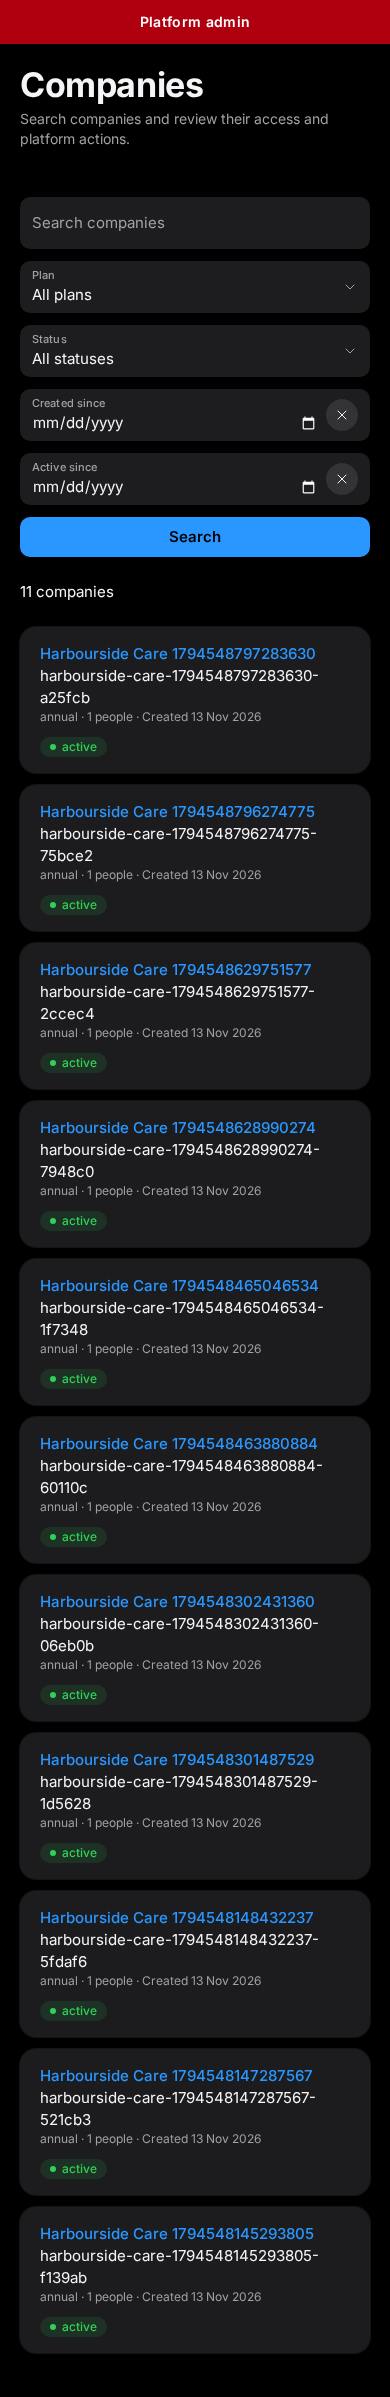 Platform admin
Companies
Search companies and review their access and
platform actions.
Search companies
Plan
All plans
Status
All statuses
Created since
mm/dd/yyyy
Active since
mm/dd/yyyy
Search
11 companies
Harbourside Care 1794548797283630
harbourside-care-1794548797283630-
a25fcb
annual · 1 people · Created 13 Nov 2026
active
Harbourside Care 1794548796274775
harbourside-care-1794548796274775-
75bce2
annual · 1 people · Created 13 Nov 2026
active
Harbourside Care 1794548629751577
harbourside-care-1794548629751577-
2ccec4
annual · 1 people · Created 13 Nov 2026
active
Harbourside Care 1794548628990274
harbourside-care-1794548628990274-
7948c0
annual · 1 people · Created 13 Nov 2026
active
Harbourside Care 1794548465046534
harbourside-care-1794548465046534-
1f7348
annual · 1 people · Created 13 Nov 2026
active
Harbourside Care 1794548463880884
harbourside-care-1794548463880884-
60110c
annual · 1 people · Created 13 Nov 2026
active
Harbourside Care 1794548302431360
harbourside-care-1794548302431360-
06eb0b
annual · 1 people · Created 13 Nov 2026
active
Harbourside Care 1794548301487529
harbourside-care-1794548301487529-
1d5628
annual · 1 people · Created 13 Nov 2026
active
Harbourside Care 1794548148432237
harbourside-care-1794548148432237-
5fdaf6
annual · 1 people · Created 13 Nov 2026
active
Harbourside Care 1794548147287567
harbourside-care-1794548147287567-
521cb3
annual · 1 people · Created 13 Nov 2026
active
Harbourside Care 1794548145293805
harbourside-care-1794548145293805-
f139ab
annual · 1 people · Created 13 Nov 2026
active